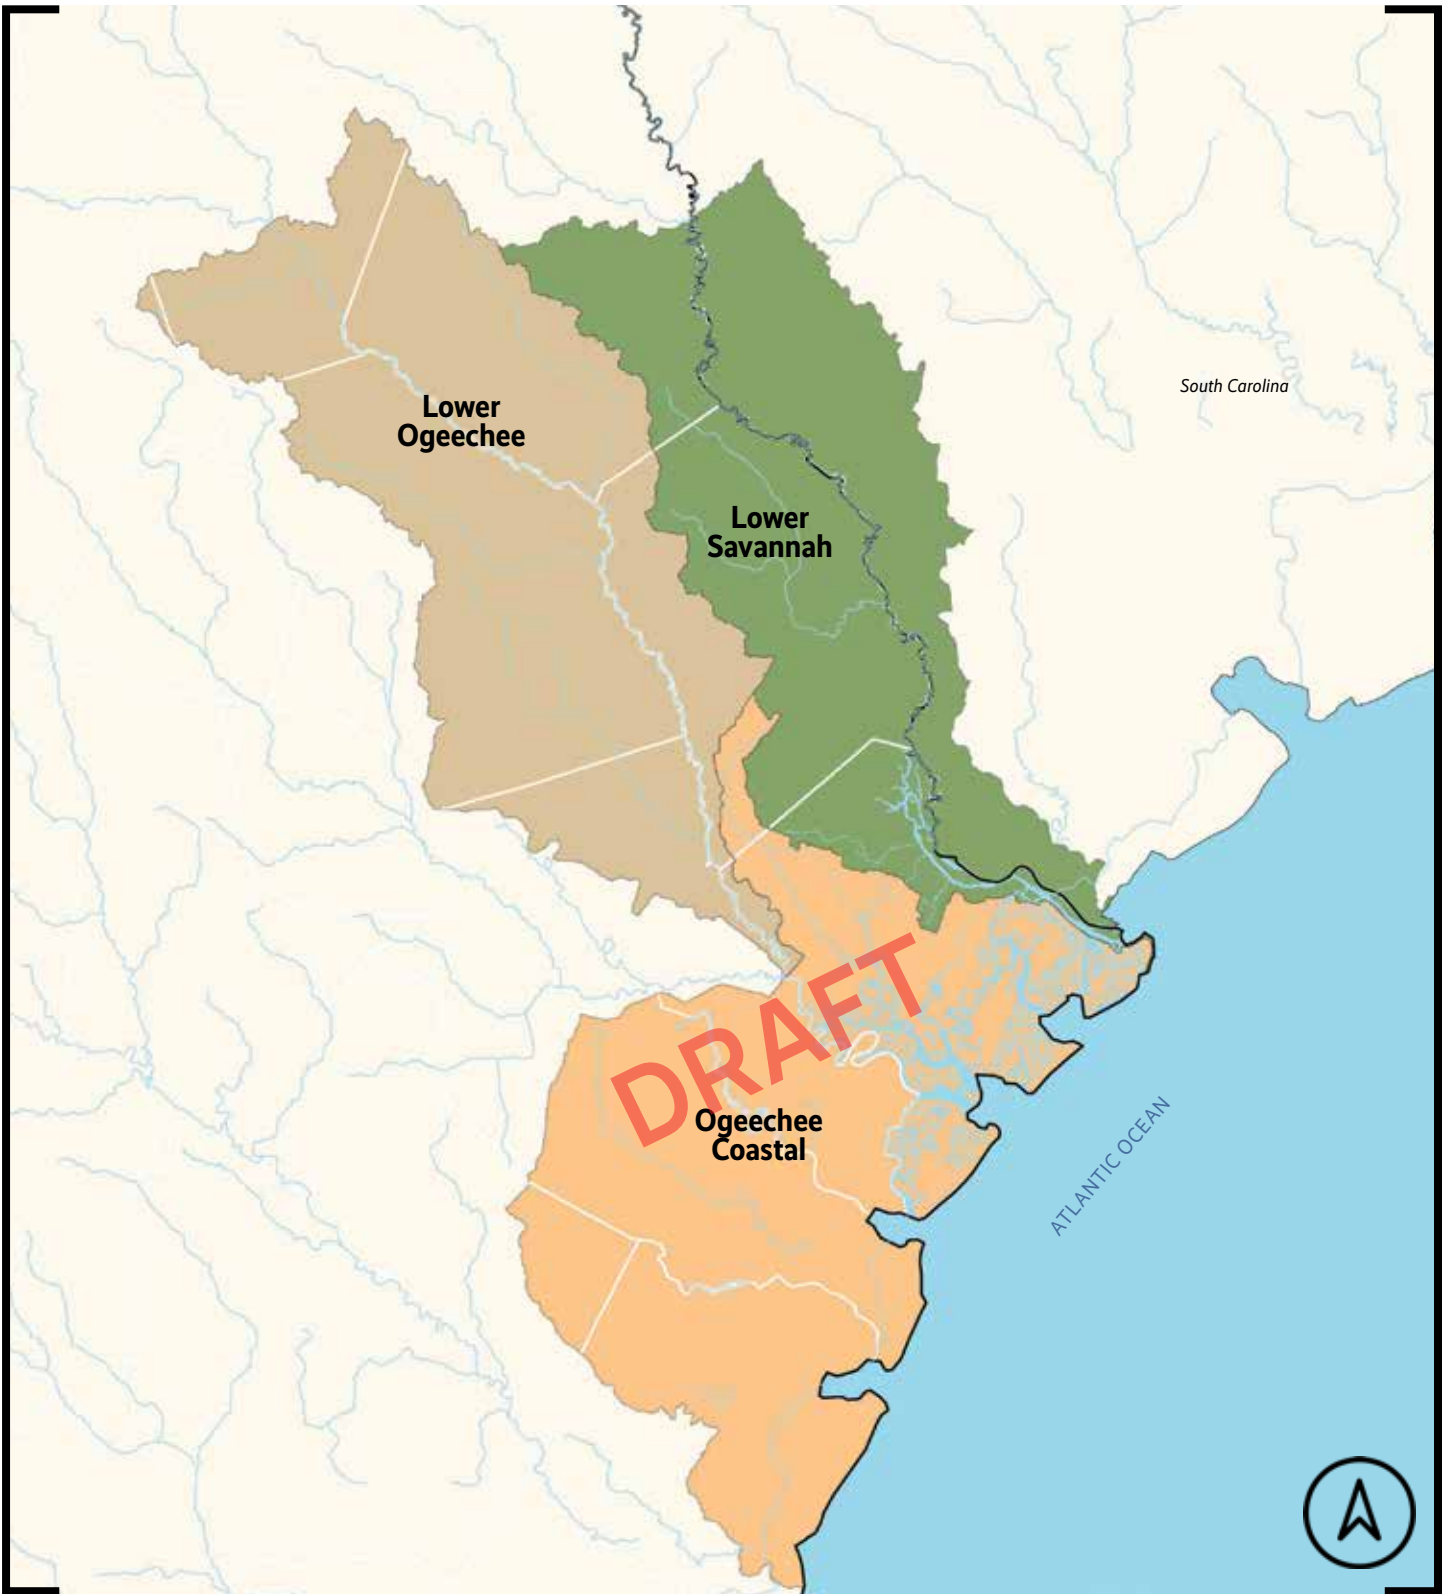 South Carolina
Lower
Ogeechee
Lower
Savannah
DRAFT
Ogeechee
Coastal
ATLANTIC OCEAN